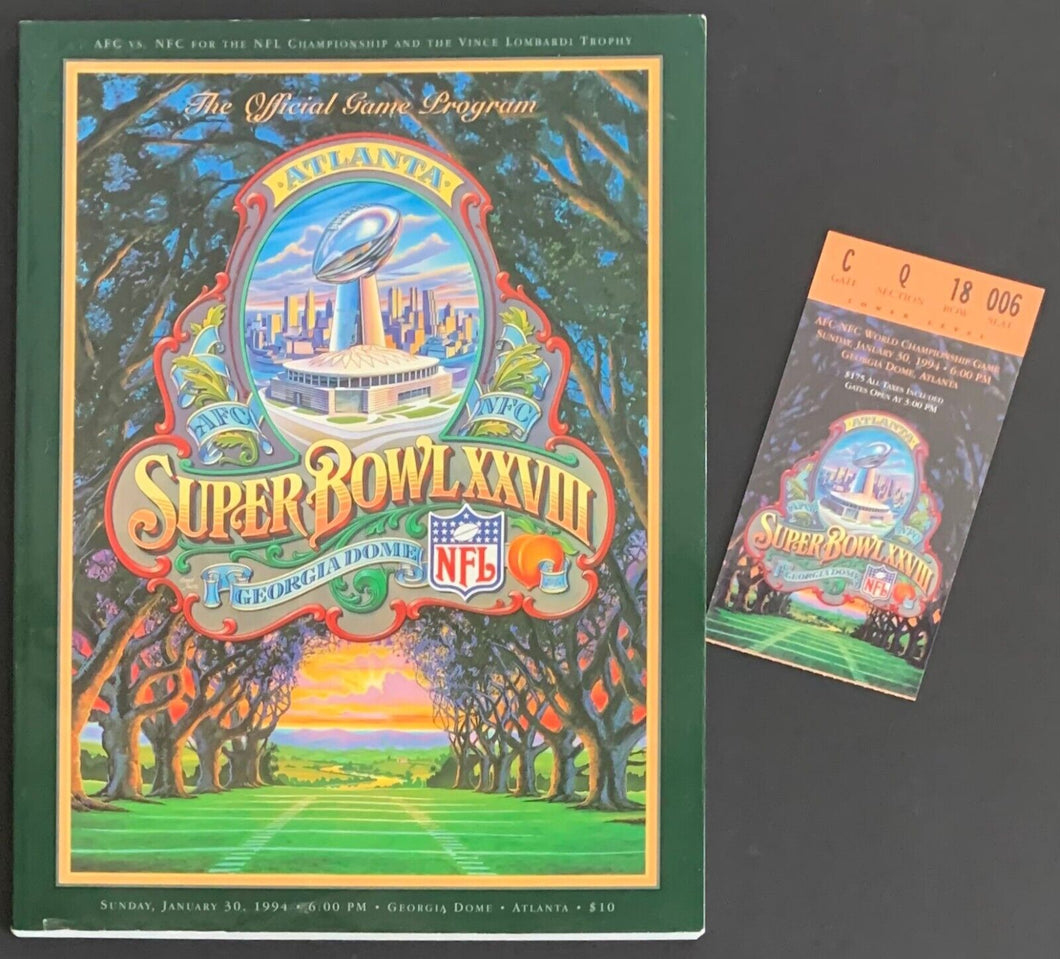 AFC vs. NFC for the NFL Championship and the Vince Lombardi Trophy
The Official Game Program
ATLANTA
AFC
NFC
SUPER BOWL XXVIII
GEORGIA DOME
NFL
Sunday, January 30, 1994 • 6:00 PM • Georgia Dome • Atlanta • $10
C Q 18 006
GATE SECTION ROW SEAT
LOWER LEVEL
AFC-NFC World Championship Game
Sunday, January 30, 1994 • 6:00 PM
Georgia Dome, Atlanta
$175 All Taxes Included
Gates Open at 3:00 PM
ATLANTA
AFC
NFC
SUPER BOWL XXVIII
GEORGIA DOME
NFL